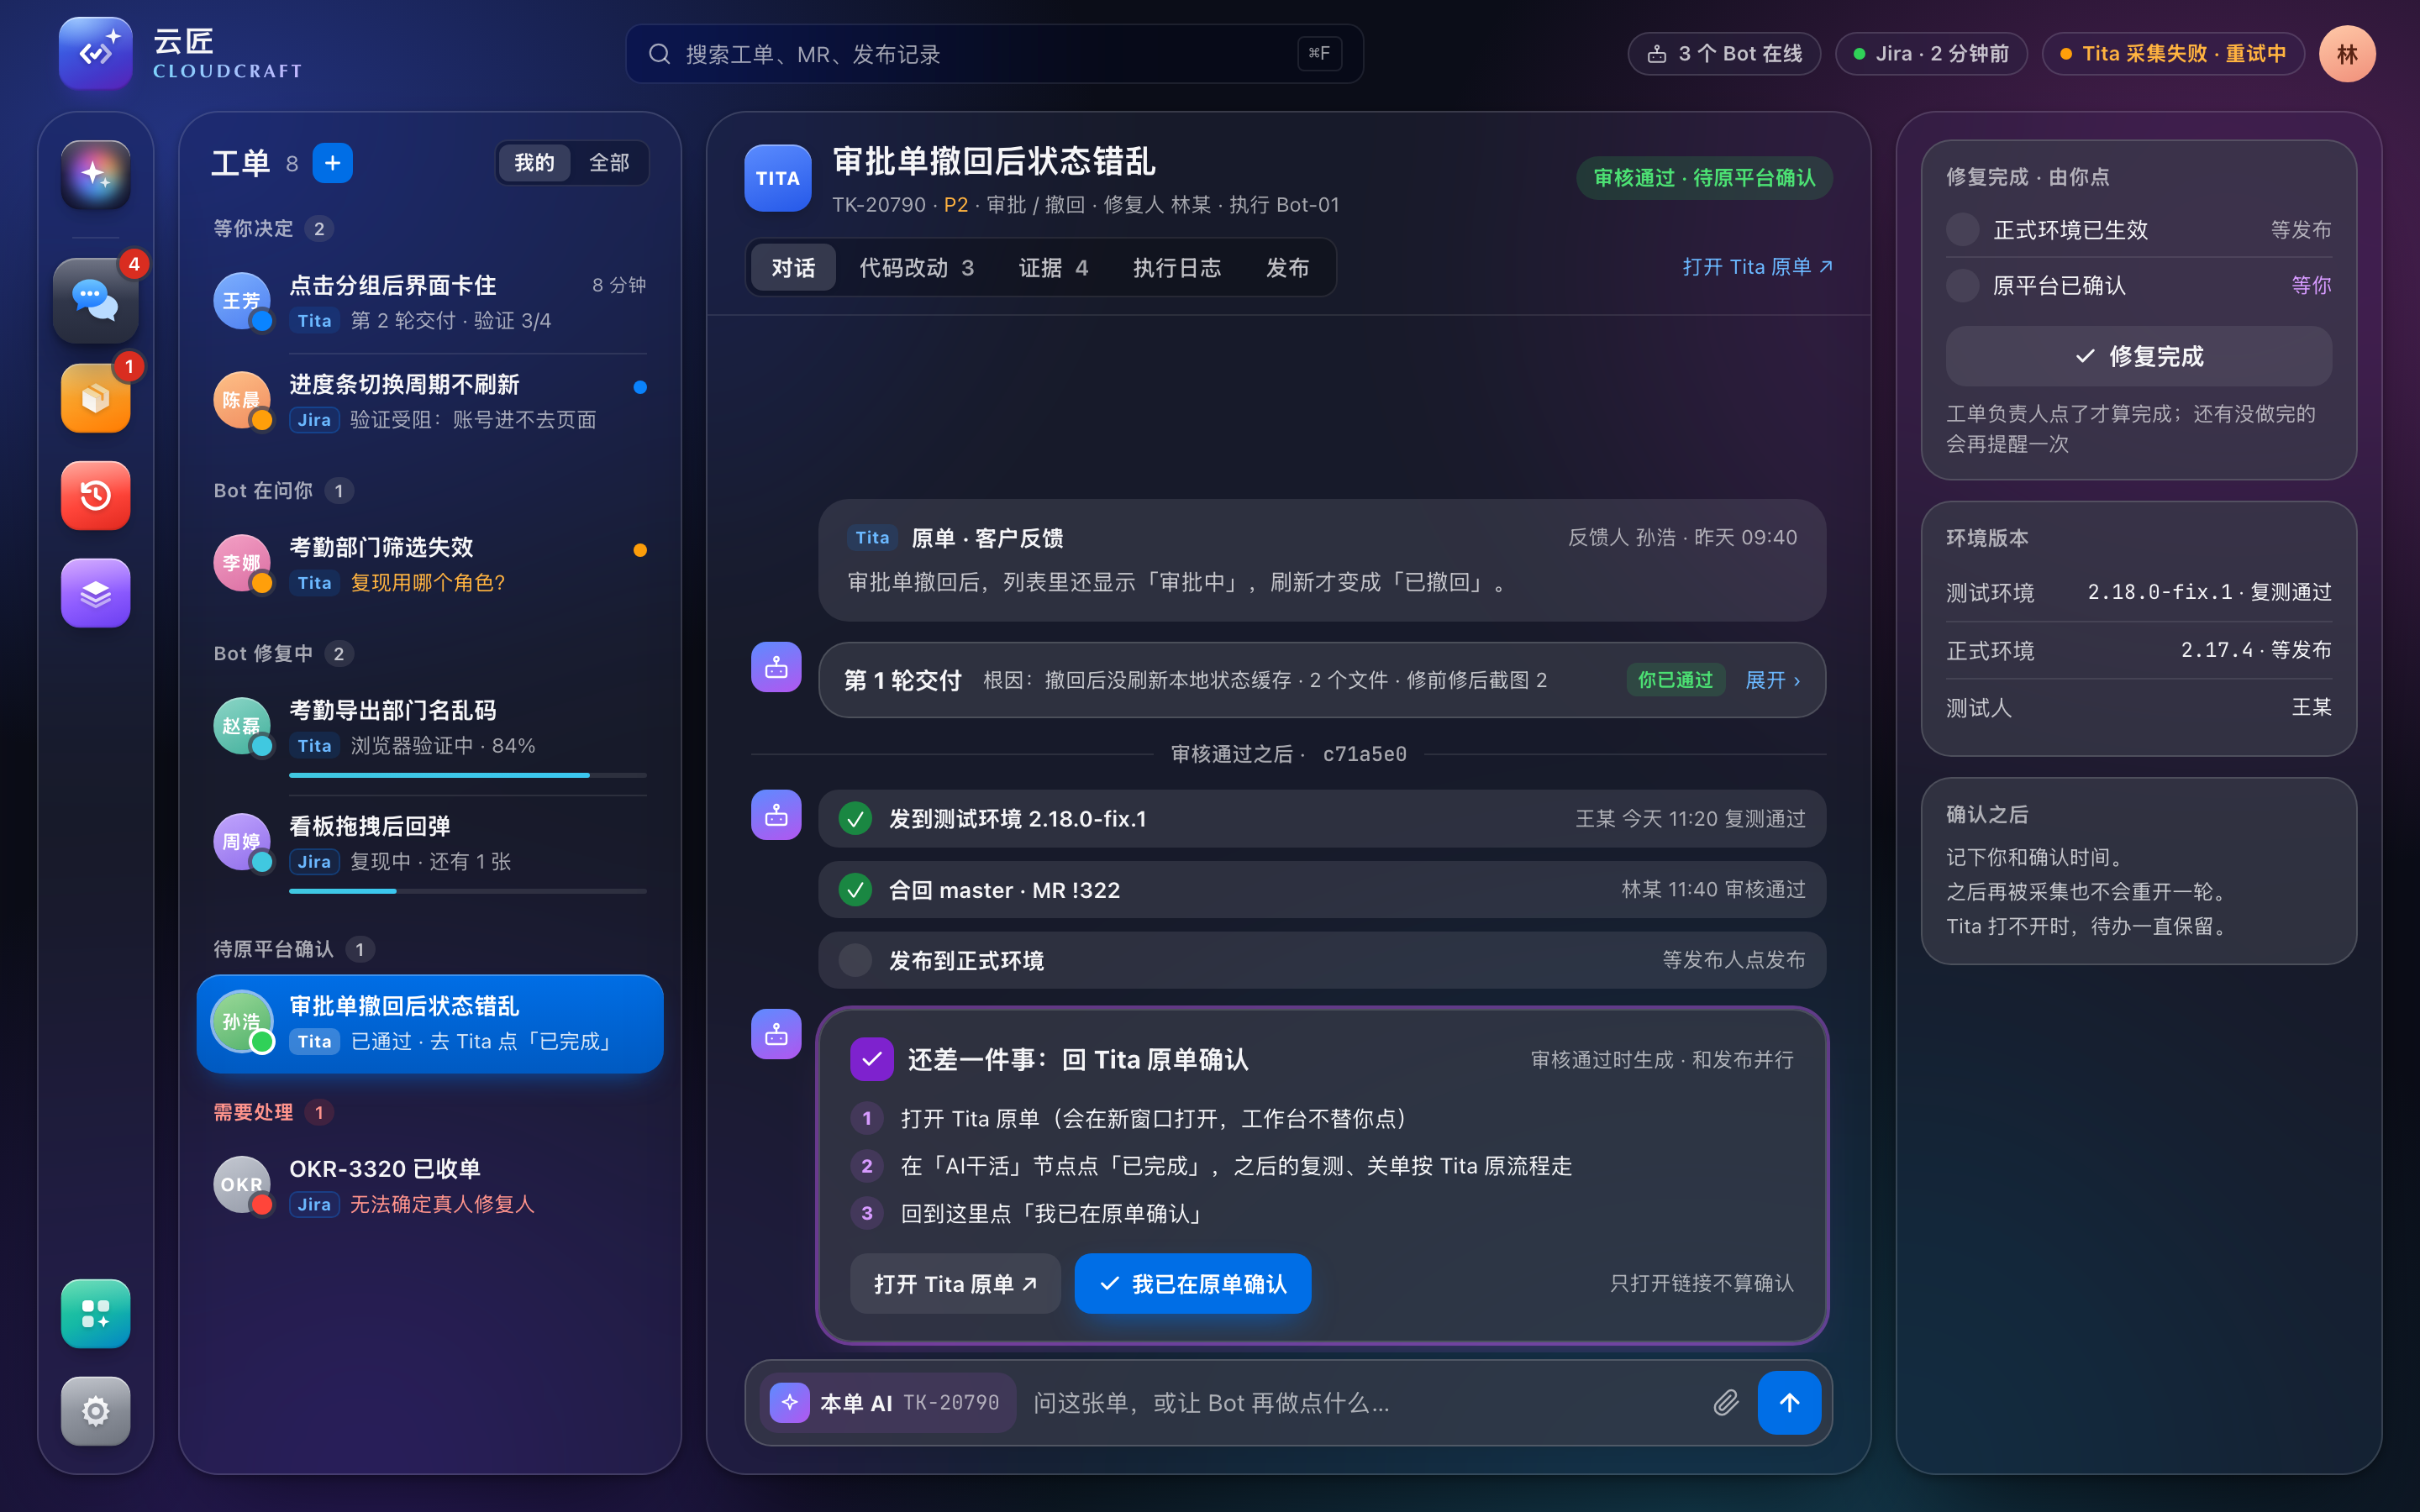 云匠
CLOUDCRAFT
搜索工单、MR、发布记录
⌘F
3 个 Bot 在线
Jira · 2 分钟前
Tita 采集失败 · 重试中
林
4
1
工单 8
我的 全部
等你决定 2
王芳
点击分组后界面卡住 8 分钟
Tita 第 2 轮交付 · 验证 3/4
陈晨
进度条切换周期不刷新
Jira 验证受阻：账号进不去页面
Bot 在问你 1
李娜
考勤部门筛选失效
Tita 复现用哪个角色？
Bot 修复中 2
赵磊
考勤导出部门名乱码
Tita 浏览器验证中 · 84%
周婷
看板拖拽后回弹
Jira 复现中 · 还有 1 张
待原平台确认 1
孙浩
审批单撤回后状态错乱
Tita 已通过 · 去 Tita 点「已完成」
需要处理 1
OKR
OKR-3320 已收单
Jira 无法确定真人修复人
TITA
审批单撤回后状态错乱
TK-20790 · P2 · 审批 / 撤回 · 修复人 林某 · 执行 Bot-01
审核通过 · 待原平台确认
对话 代码改动 3 证据 4 执行日志 发布
打开 Tita 原单 ↗
Tita 原单 · 客户反馈 反馈人 孙浩 · 昨天 09:40
审批单撤回后，列表里还显示「审批中」，刷新才变成「已撤回」。
第 1 轮交付 根因：撤回后没刷新本地状态缓存 · 2 个文件 · 修前修后截图 2 你已通过 展开 ›
审核通过之后 · c71a5e0
发到测试环境 2.18.0-fix.1 王某 今天 11:20 复测通过
合回 master · MR !322 林某 11:40 审核通过
发布到正式环境 等发布人点发布
还差一件事：回 Tita 原单确认 审核通过时生成 · 和发布并行
1 打开 Tita 原单（会在新窗口打开，工作台不替你点）
2 在「AI干活」节点点「已完成」，之后的复测、关单按 Tita 原流程走
3 回到这里点「我已在原单确认」
打开 Tita 原单 ↗ 我已在原单确认 只打开链接不算确认
本单 AI TK-20790 问这张单，或让 Bot 再做点什么…
修复完成 · 由你点
正式环境已生效 等发布
原平台已确认 等你
修复完成
工单负责人点了才算完成；还有没做完的
会再提醒一次
环境版本
测试环境 2.18.0-fix.1 · 复测通过
正式环境 2.17.4 · 等发布
测试人 王某
确认之后
记下你和确认时间。
之后再被采集也不会重开一轮。
Tita 打不开时，待办一直保留。